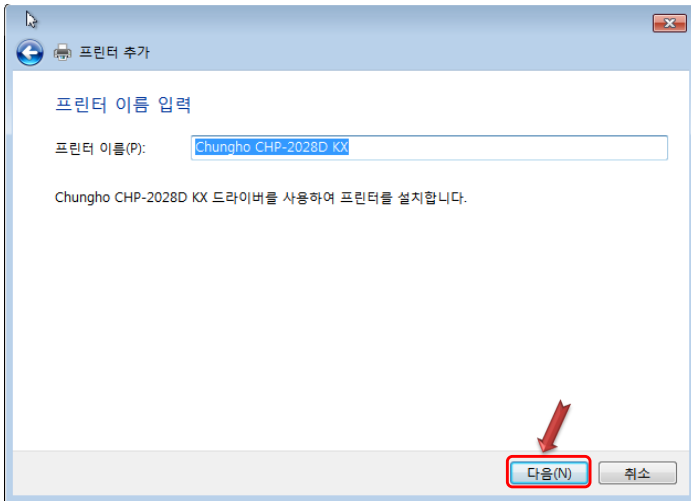 프린터 추가
프린터 이름 입력
프린터 이름(P): Chungho CHP-2028D KX
Chungho CHP-2028D KX 드라이버를 사용하여 프린터를 설치합니다.
다음(N) 취소